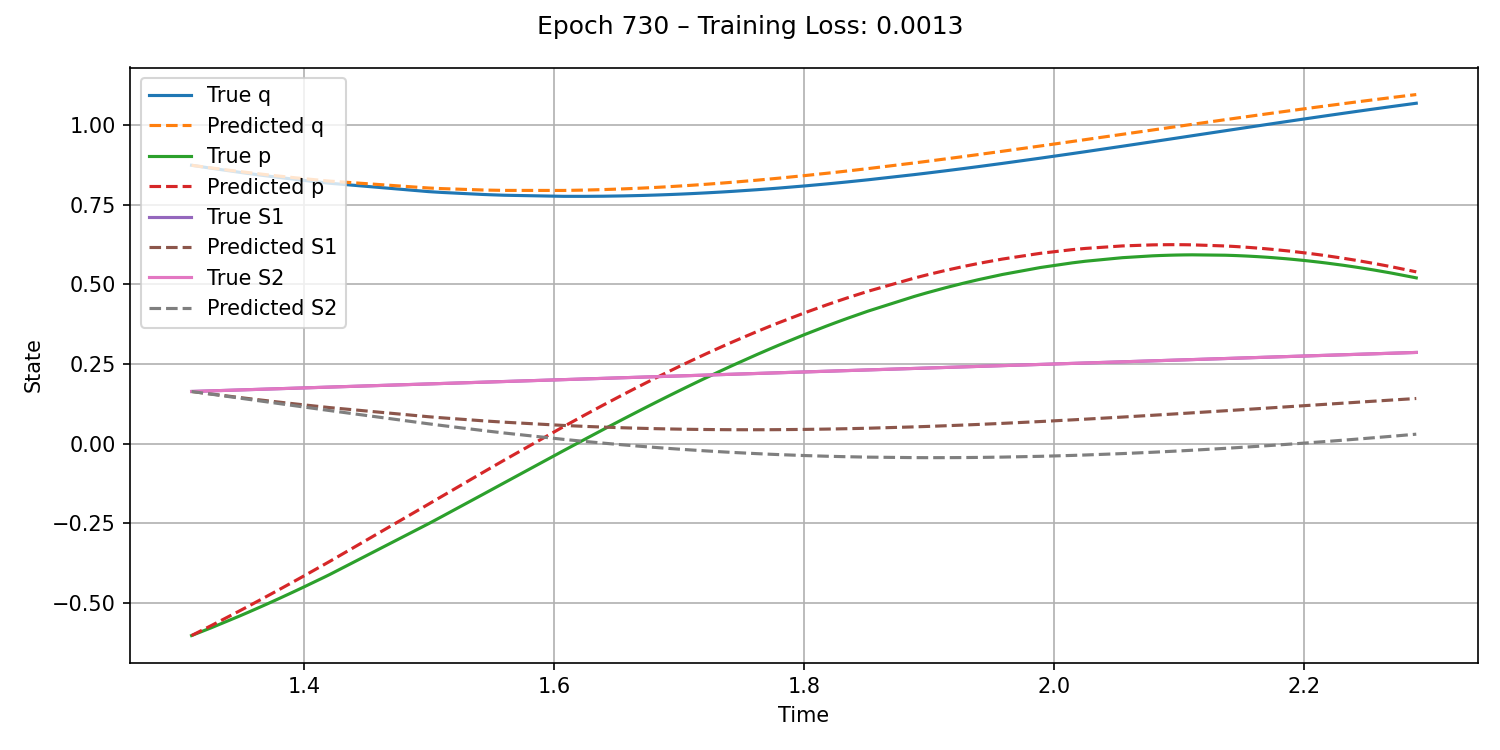 Epoch 730 – Training Loss: 0.0013
True q
Predicted q
True p
Predicted p
True S1
Predicted S1
True S2
Predicted S2
1.00
0.75
0.50
0.25
0.00
−0.25
−0.50
State
1.4
1.6
1.8
2.0
2.2
Time